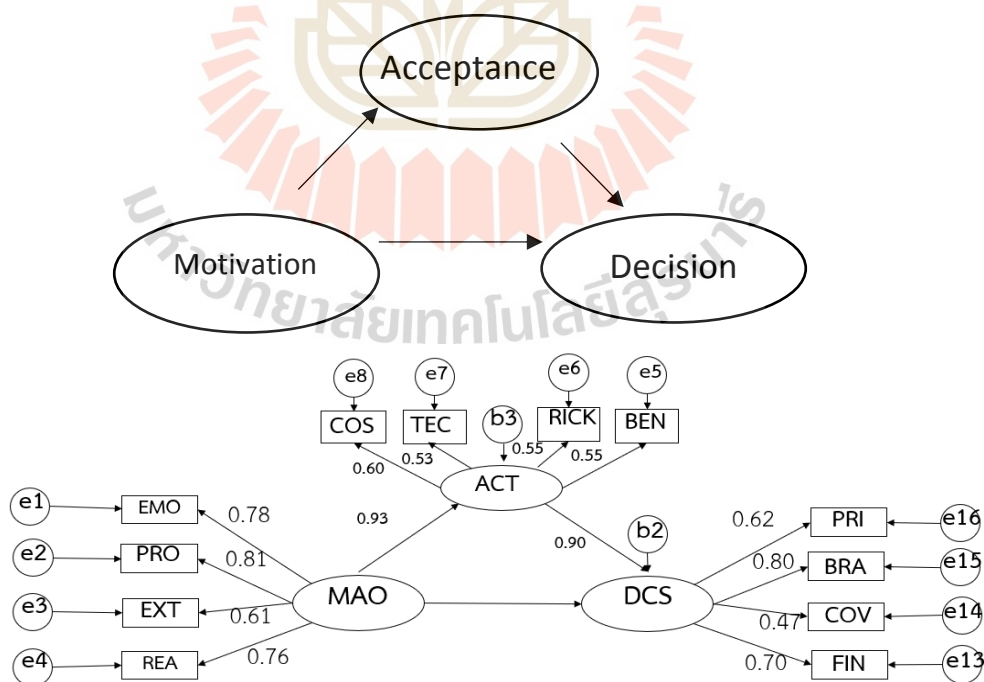 Acceptance
Motivation
Decision
มหาวิทยาลัยเทคโนโลยีสุรนารี
e8
e7
e6
e5
COS
TEC
b3
RICK
BEN
0.60
0.53
0.55
0.55
ACT
e1
EMO
0.78
0.93
0.90
b2
0.62
PRI
e16
e2
PRO
0.81
0.80
BRA
e15
e3
EXT
0.61
MAO
DCS
0.47
COV
e14
e4
REA
0.76
0.70
FIN
e13